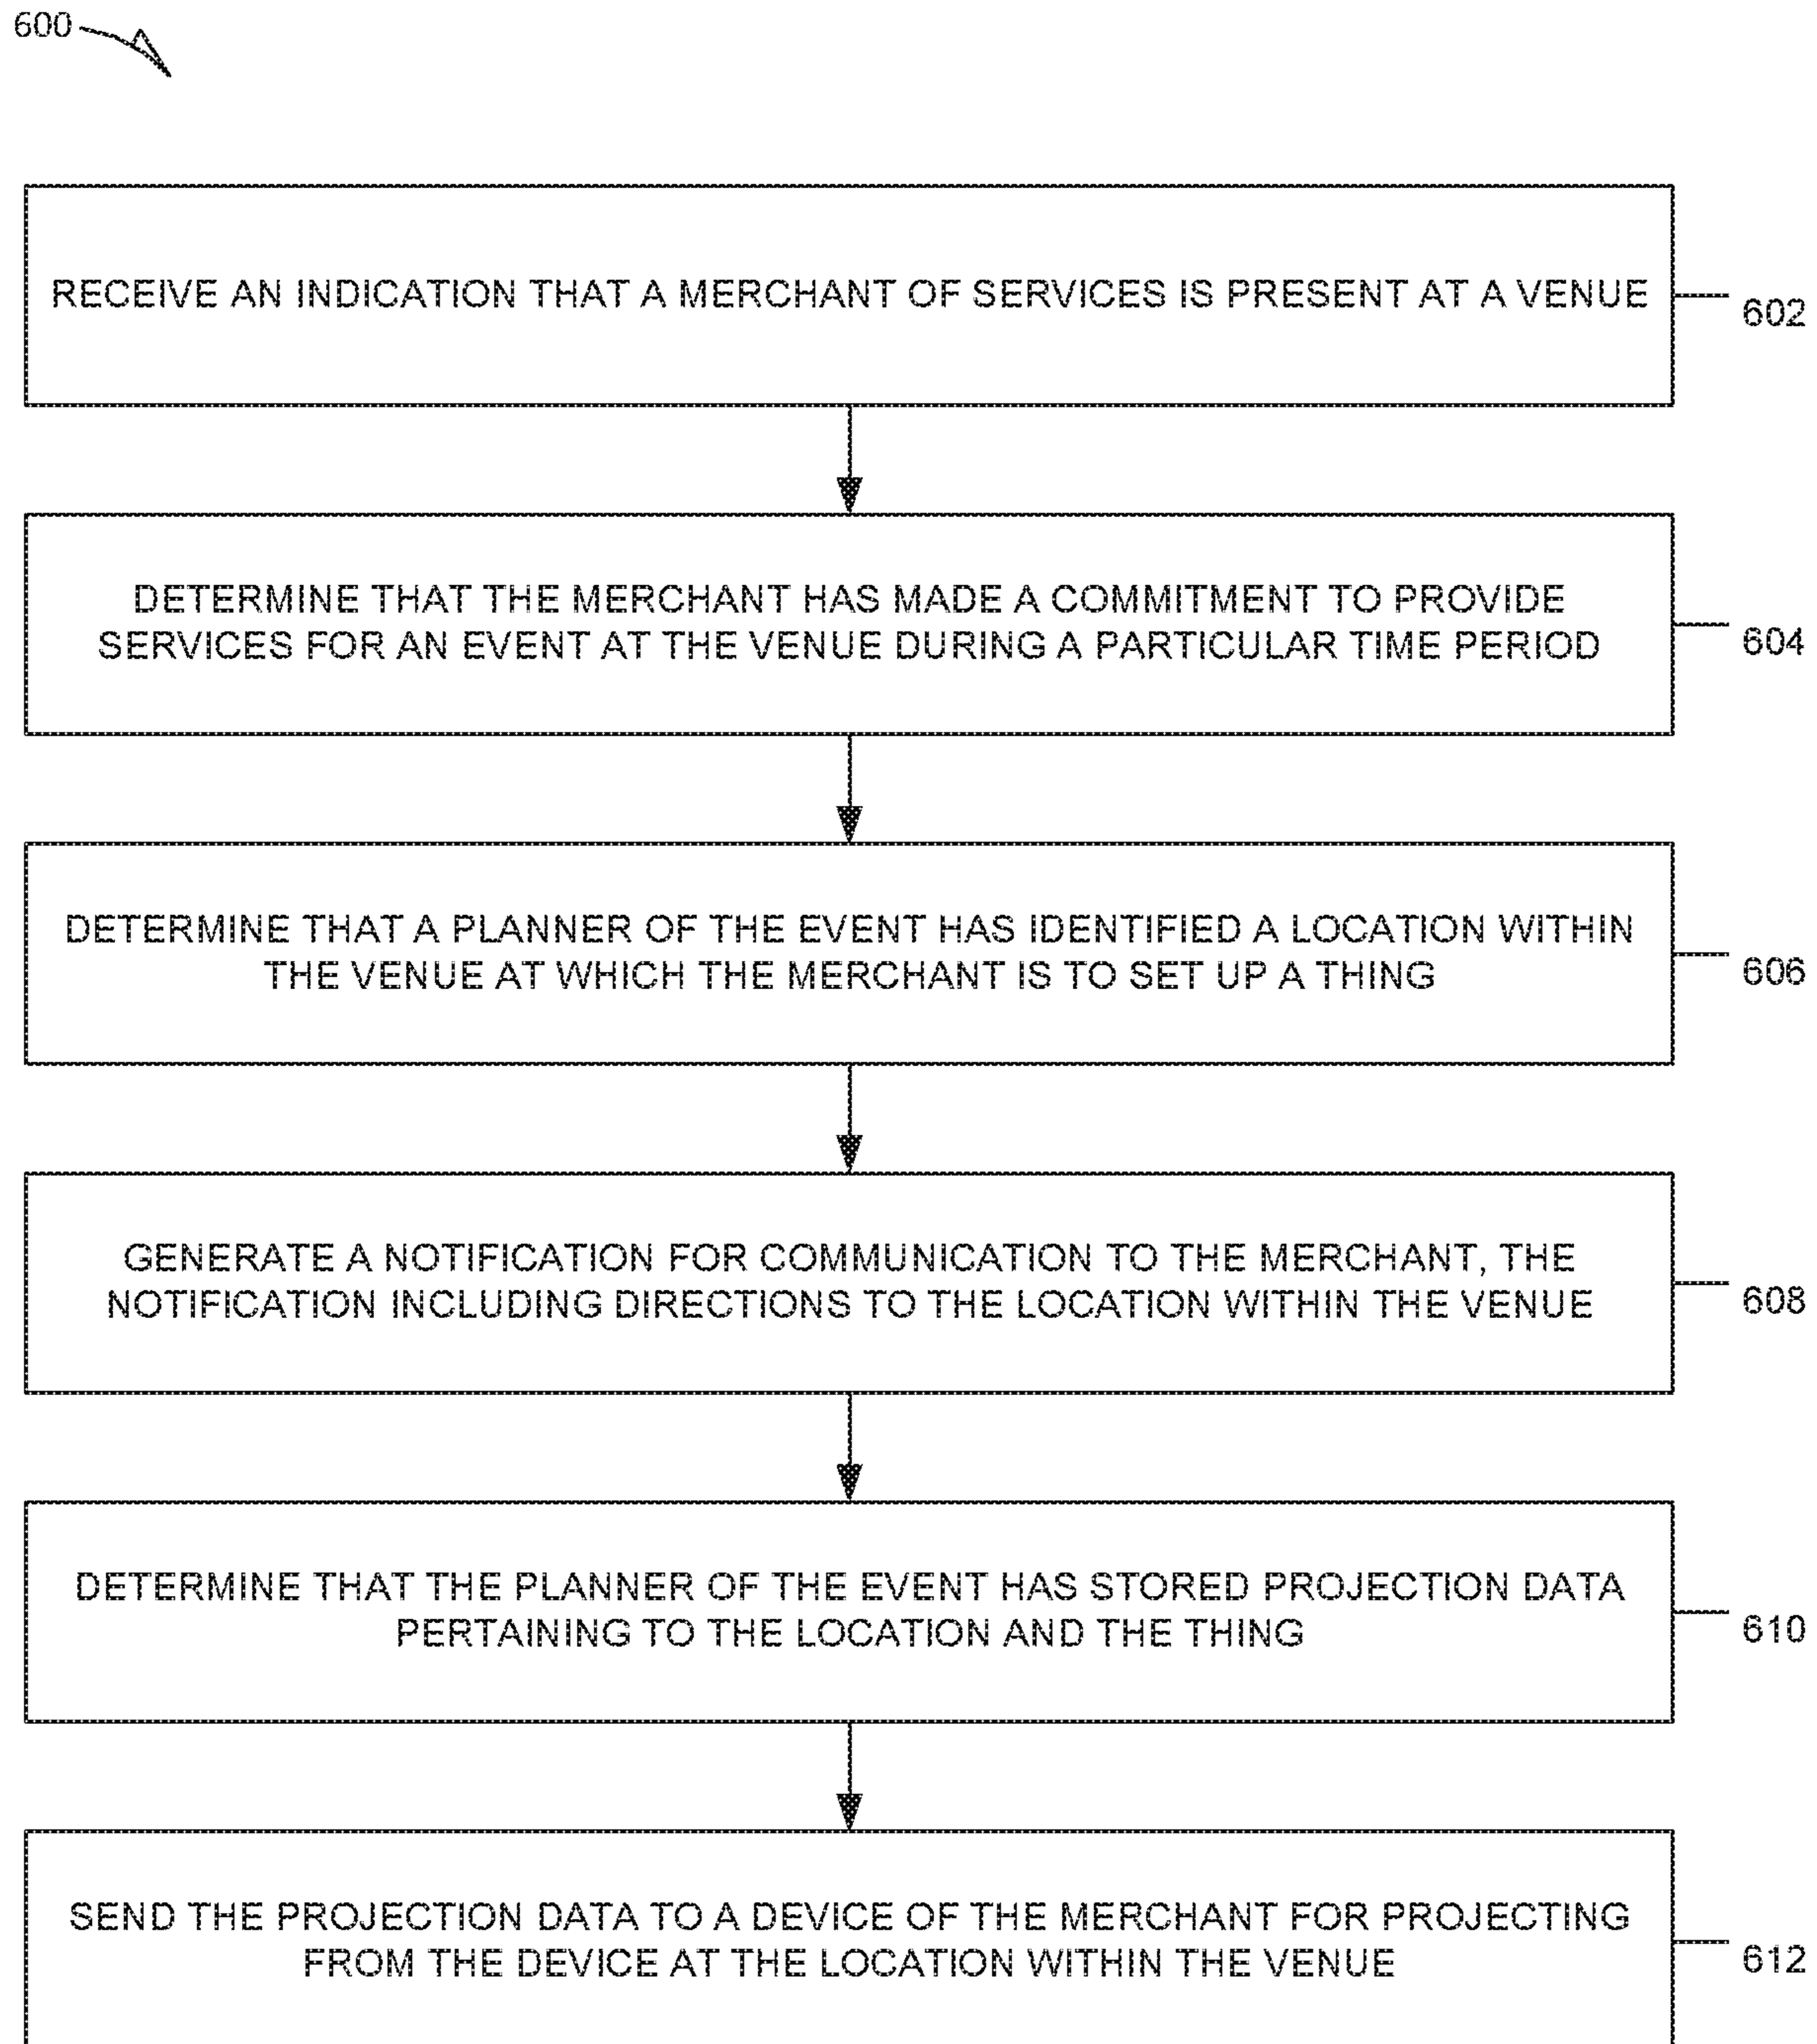 600
RECEIVE AN INDICATION THAT A MERCHANT OF SERVICES IS PRESENT AT A VENUE
602
DETERMINE THAT THE MERCHANT HAS MADE A COMMITMENT TO PROVIDE
SERVICES FOR AN EVENT AT THE VENUE DURING A PARTICULAR TIME PERIOD
604
DETERMINE THAT A PLANNER OF THE EVENT HAS IDENTIFIED A LOCATION WITHIN
THE VENUE AT WHICH THE MERCHANT IS TO SET UP A THING
606
GENERATE A NOTIFICATION FOR COMMUNICATION TO THE MERCHANT, THE
NOTIFICATION INCLUDING DIRECTIONS TO THE LOCATION WITHIN THE VENUE
608
DETERMINE THAT THE PLANNER OF THE EVENT HAS STORED PROJECTION DATA
PERTAINING TO THE LOCATION AND THE THING
610
SEND THE PROJECTION DATA TO A DEVICE OF THE MERCHANT FOR PROJECTING
FROM THE DEVICE AT THE LOCATION WITHIN THE VENUE
612